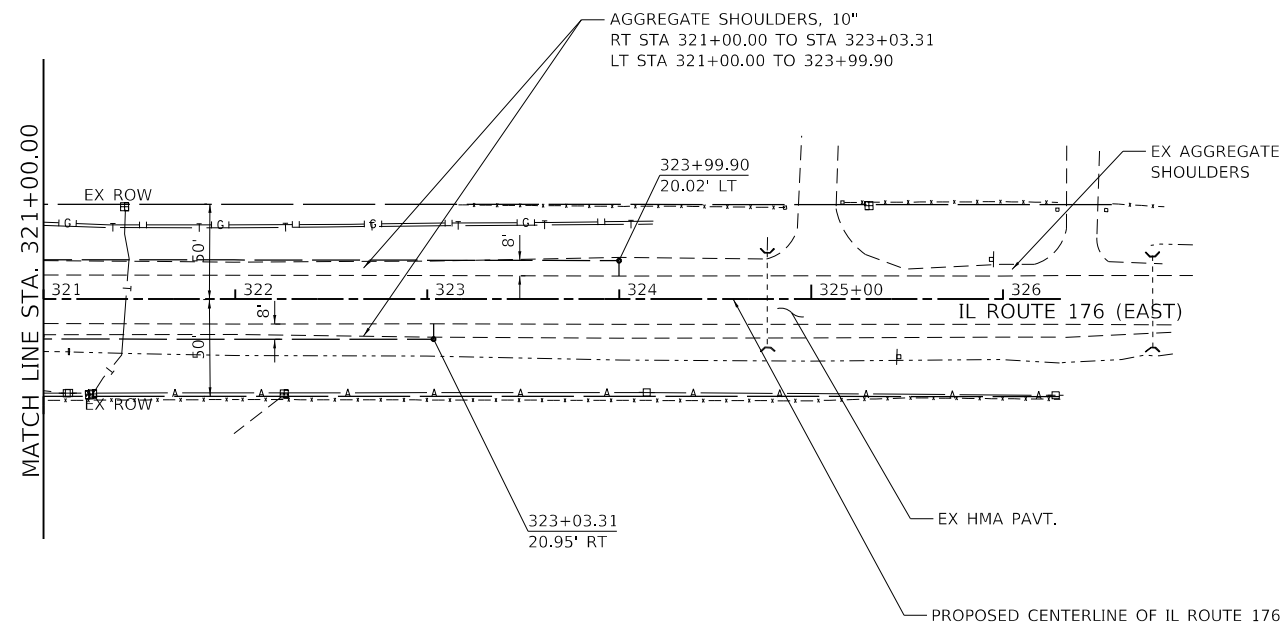 AGGREGATE SHOULDERS, 10"
RT STA 321+00.00 TO STA 323+03.31
LT STA 321+00.00 TO 323+99.90
MATCH LINE STA. 321+00.00
EX ROW
323+99.90
20.02' LT
EX AGGREGATE
SHOULDERS
G T G T G T G T
50'
8'
321 322 323 324 325+00 326
8'
IL ROUTE 176 (EAST)
50'
T
T
A A A A A A A A A A A
EX ROW
323+03.31
20.95' RT
EX HMA PAVT.
PROPOSED CENTERLINE OF IL ROUTE 176